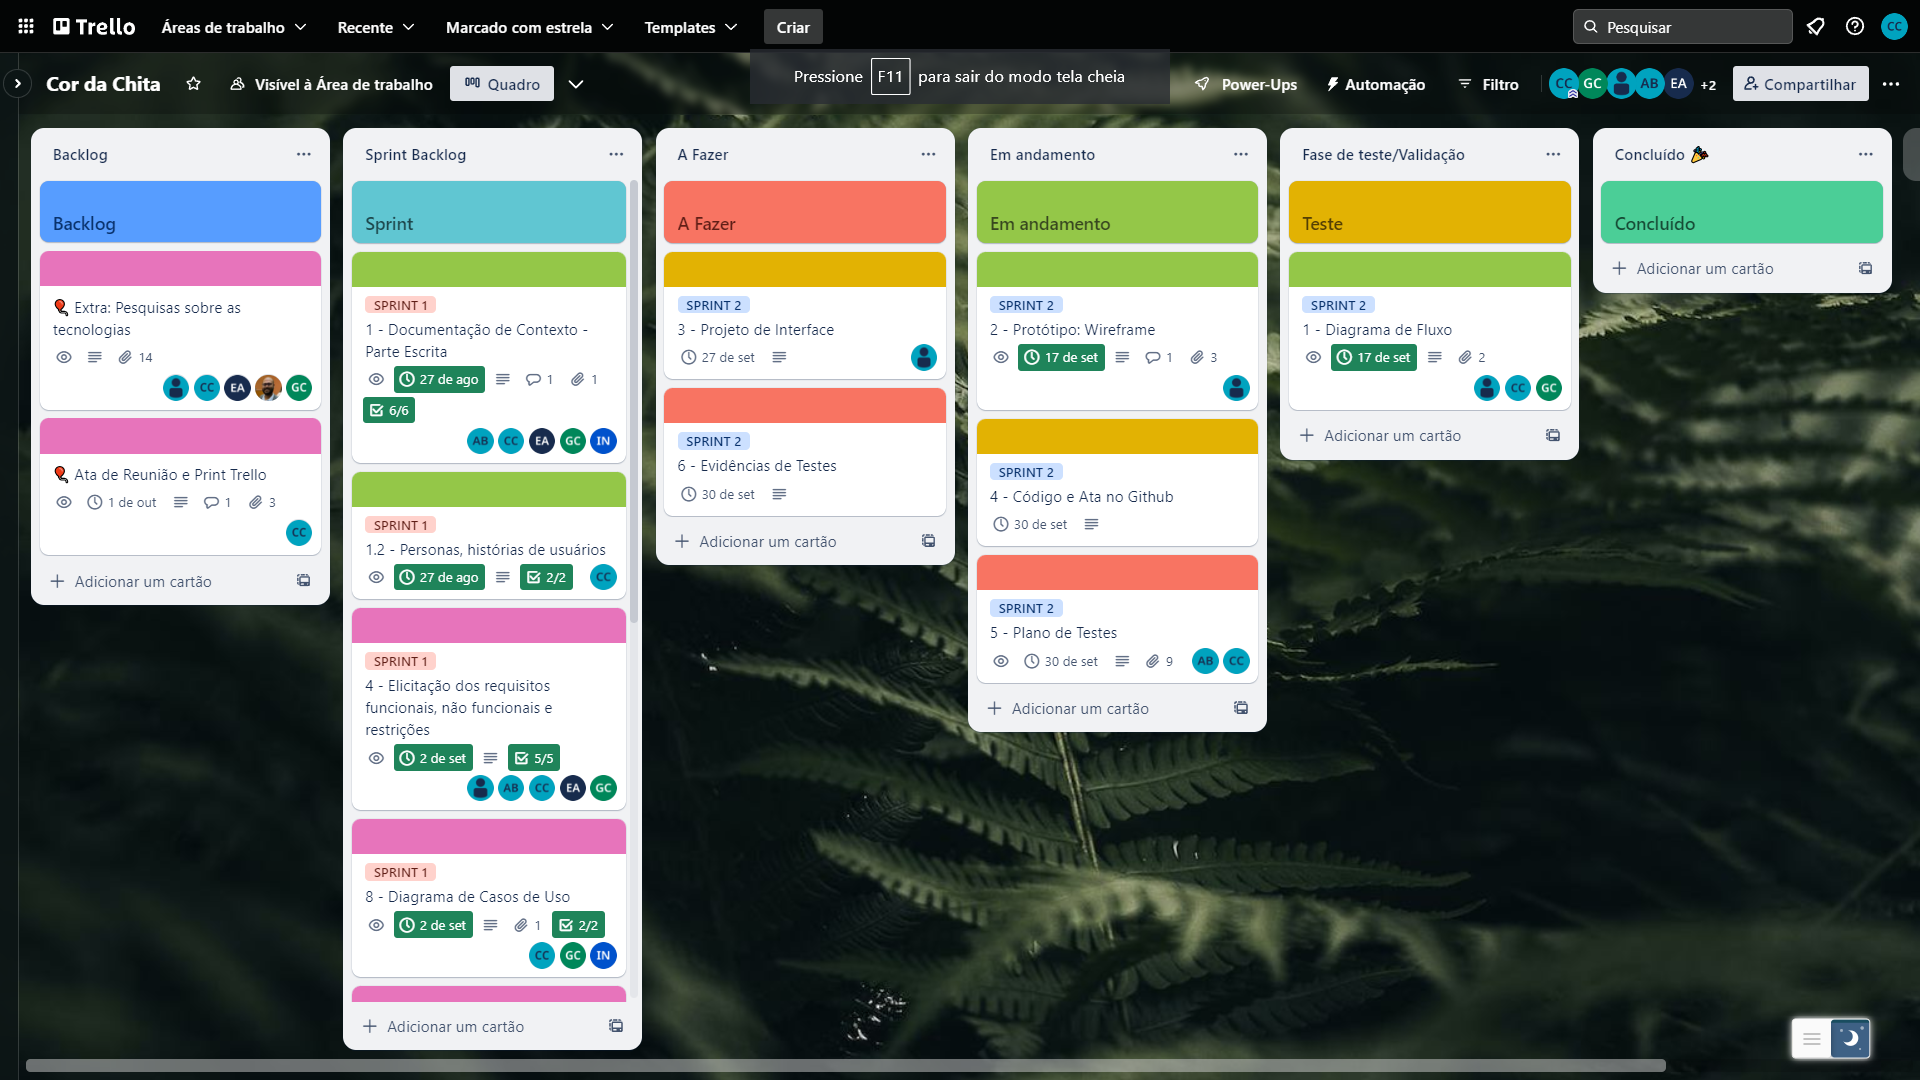 Trello
Áreas de trabalho
Recente
Marcado com estrela
Templates
Criar
Pesquisar
CC
Cor da Chita
Visível à Área de trabalho
Quadro
Pressione F11 para sair do modo tela cheia
Power-Ups
Automação
Filtro
CC GC AB EA +2
Compartilhar
Backlog
Backlog
Extra: Pesquisas sobre as
tecnologias
14
CC EA GC
Ata de Reunião e Print Trello
1 de out 1 3
CC
Adicionar um cartão
Sprint Backlog
Sprint
SPRINT 1
1 - Documentação de Contexto -
Parte Escrita
27 de ago 1 1
6/6
AB CC EA GC IN
SPRINT 1
1.2 - Personas, histórias de usuários
27 de ago 2/2 CC
SPRINT 1
4 - Elicitação dos requisitos
funcionais, não funcionais e
restrições
2 de set 5/5
AB CC EA GC
SPRINT 1
8 - Diagrama de Casos de Uso
2 de set 1 2/2
CC GC IN
Adicionar um cartão
A Fazer
A Fazer
SPRINT 2
3 - Projeto de Interface
27 de set
SPRINT 2
6 - Evidências de Testes
30 de set
Adicionar um cartão
Em andamento
Em andamento
SPRINT 2
2 - Protótipo: Wireframe
17 de set 1 3
SPRINT 2
4 - Código e Ata no Github
30 de set
SPRINT 2
5 - Plano de Testes
30 de set 9 AB CC
Adicionar um cartão
Fase de teste/Validação
Teste
SPRINT 2
1 - Diagrama de Fluxo
17 de set 2
CC GC
Adicionar um cartão
Concluído
Concluído
Adicionar um cartão